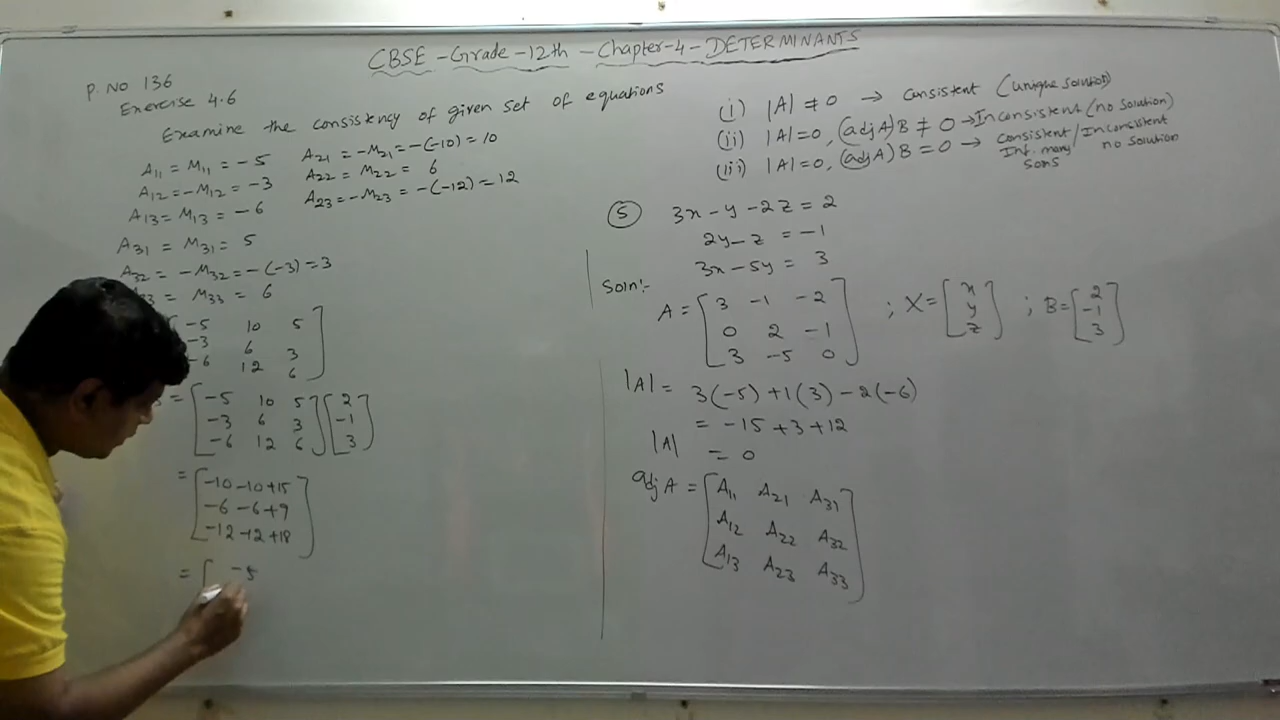 CBSE - Grade - 12th - Chapter-4 - DETERMINANTS
P. NO 136
Exercise 4.6
Examine the consistency of given set of equations
A11 = M11 = -5
A12 = -M12 = -3
A13 = M13 = -6
A21 = -M21 = -(-10) = 10
A22 = M22 = 6
A23 = -M23 = -(-12) = 12
A31 = M31 = 5
A32 = -M32 = -(-3) = 3
33 = M33 = 6
-5 10 5
-3 6 3
-6 12 6
= [-5 10 5] [2]
[-3 6 3] [-1]
[-6 12 6] [3]
= [-10 -10 +15]
[-6 -6 +9]
[-12 -12 +18]
= [ -5
(i) |A| ≠ 0 → consistent (unique solution)
(ii) |A| = 0, (adj A) B ≠ 0 → Inconsistent (no solution)
(iii) |A| = 0, (adj A) B = 0 → consistent / Inconsistent
Inf. many no solution
sons
(5) 3x - y - 2z = 2
2y - z = -1
3x - 5y = 3
Soln:-
A = [3 -1 -2] ; X = [x] ; B = [2]
[0 2 -1] [y] [-1]
[3 -5 0] [z] [3]
|A| = 3(-5) + 1(3) - 2(-6)
= -15 + 3 + 12
|A| = 0
adj A = [A11 A21 A31]
[A12 A22 A32]
[A13 A23 A33]